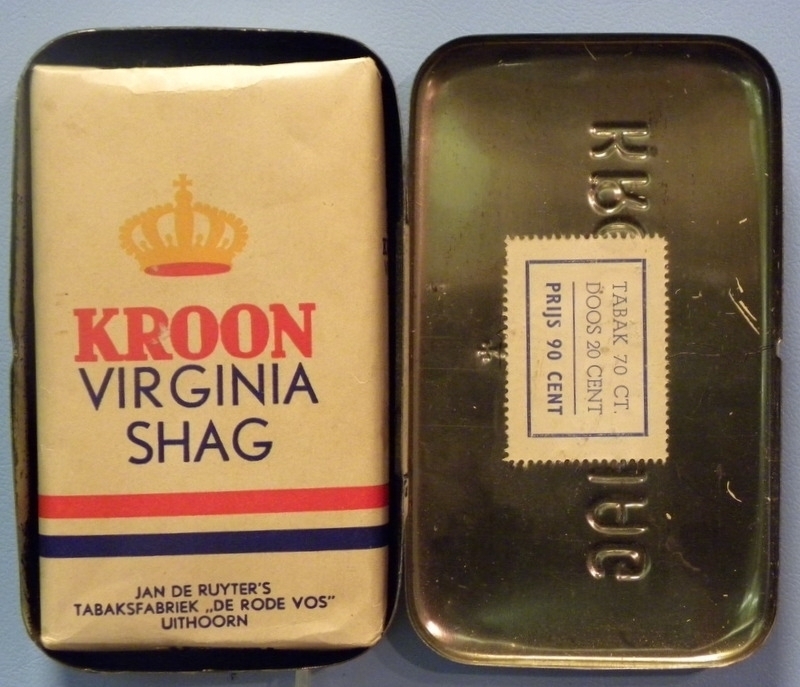 KROON
VIRGINIA
SHAG
JAN DE RUYTER'S
TABAKSFABRIEK „DE RODE VOS"
UITHOORN
TABAK 70 CT.
DOOS 20 CENT
PRIJS 90 CENT